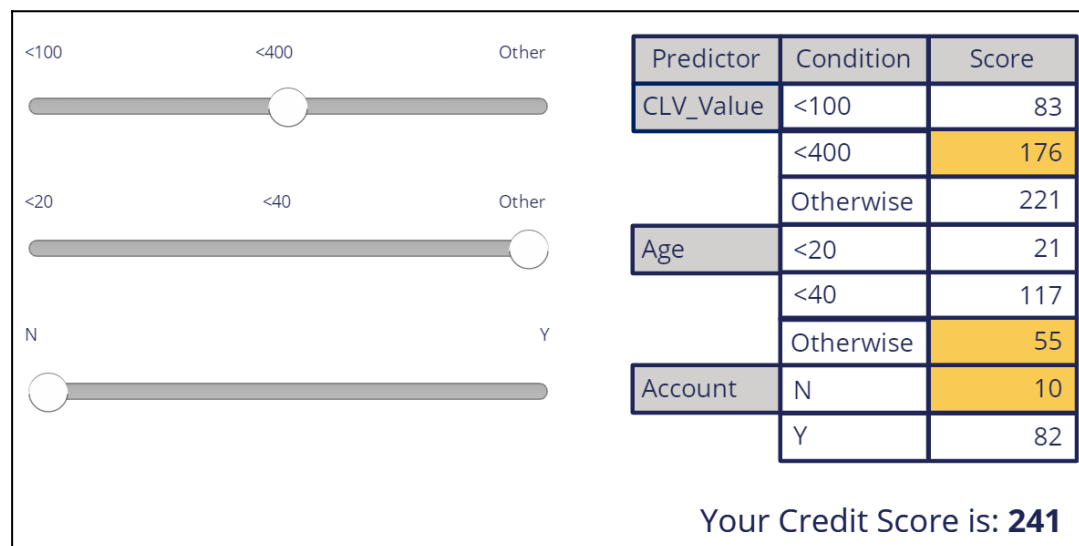 <100 <400 Other
<20 <40 Other
N Y
Predictor Condition Score
CLV_Value <100 83
<400 176
Otherwise 221
Age <20 21
<40 117
Otherwise 55
Account N 10
Y 82
Your Credit Score is: 241